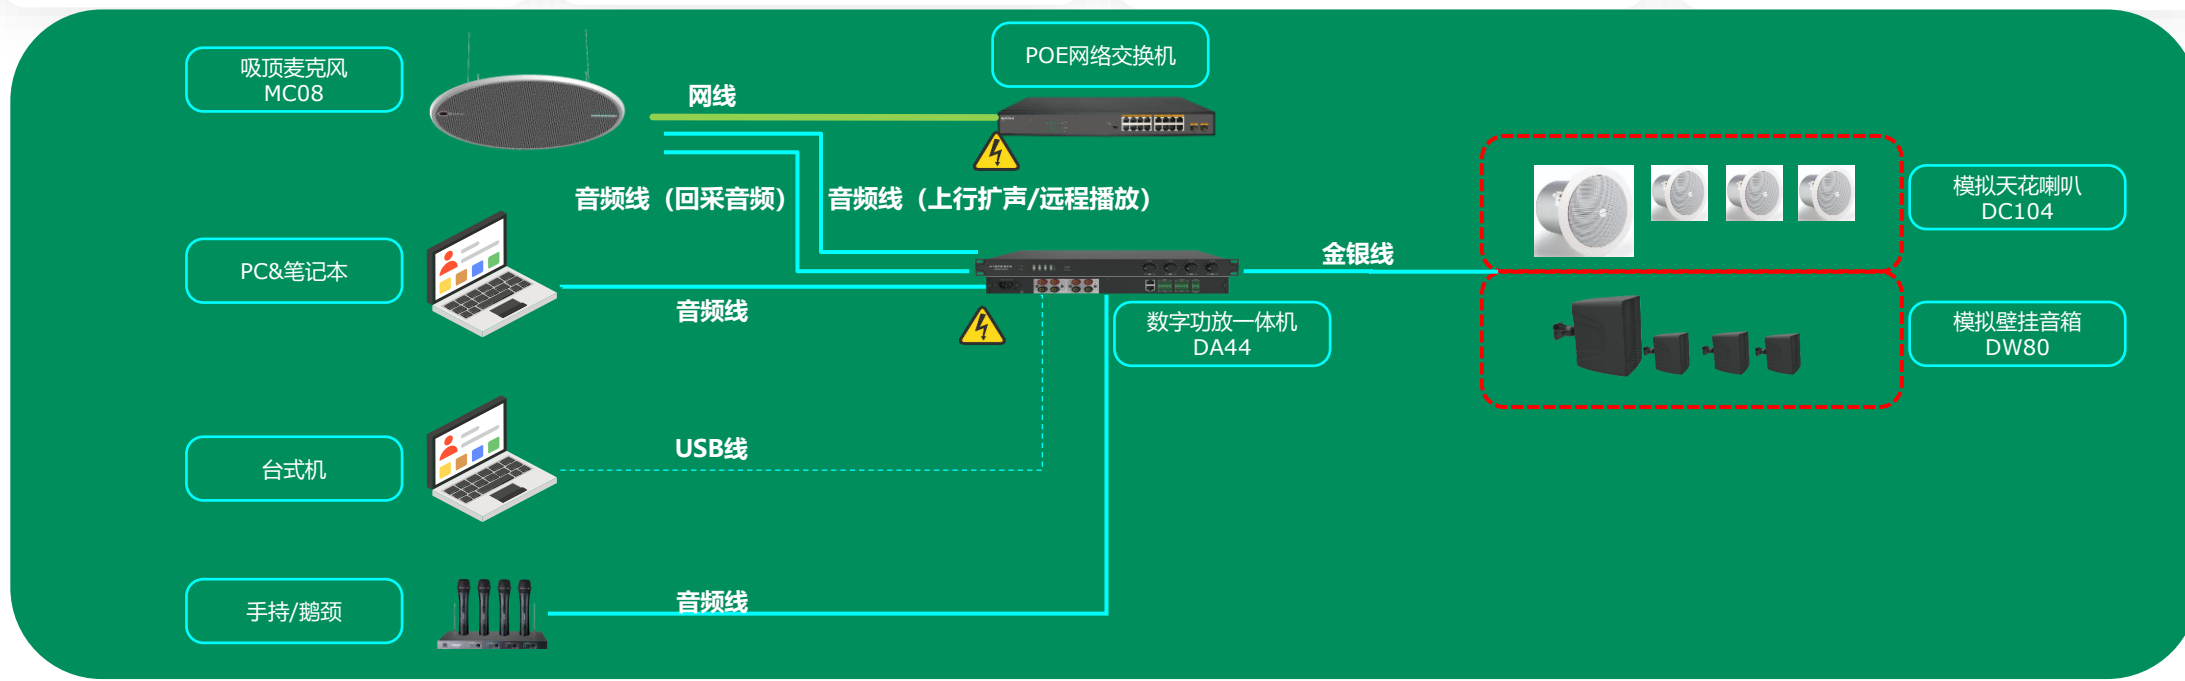 吸顶麦克风
MC08
网线
POE网络交换机
音频线（回采音频）
音频线（上行扩声/远程播放）
模拟天花喇叭
DC104
PC&笔记本
音频线
金银线
数字功放一体机
DA44
模拟壁挂音箱
DW80
台式机
USB线
手持/鹅颈
音频线